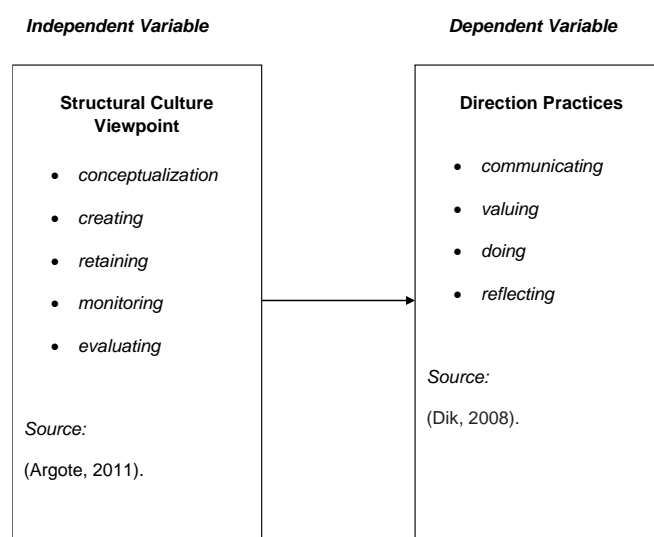 Independent Variable
Dependent Variable
Structural Culture
Viewpoint
• conceptualization
• creating
• retaining
• monitoring
• evaluating
Source:
(Argote, 2011).
Direction Practices
• communicating
• valuing
• doing
• reflecting
Source:
(Dik, 2008).